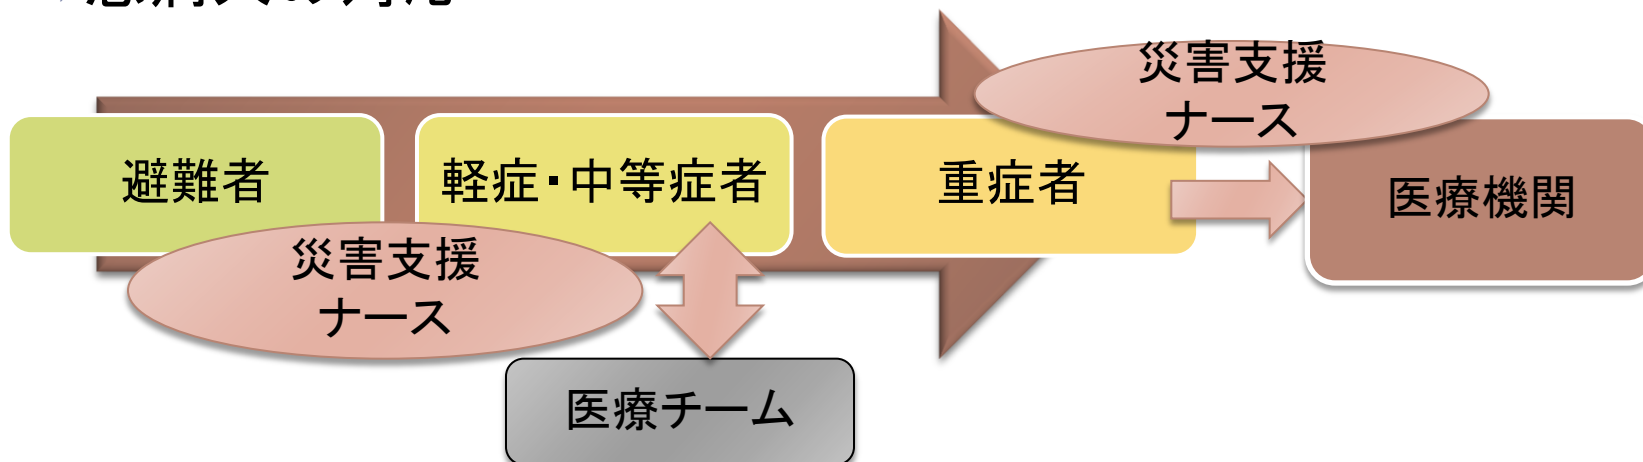 災害支援
ナース
避難者
軽症・中等症者
重症者
医療機関
災害支援
ナース
医療チーム